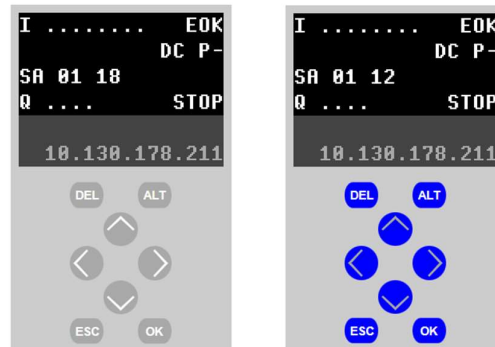 I ........ EOK
DC P-
SA 01 18
Q .... STOP
10.130.178.211
DEL ALT
ESC OK
I ........ EOK
DC P-
SA 01 12
Q .... STOP
10.130.178.211
DEL ALT
ESC OK